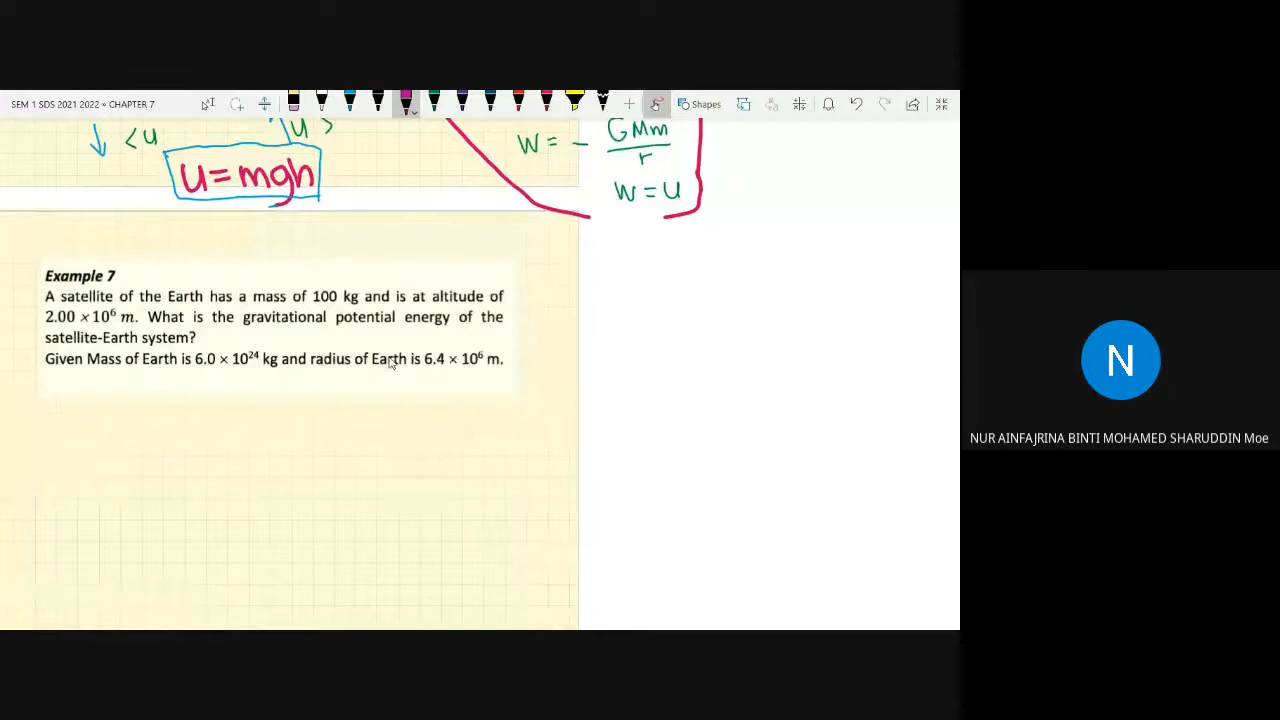 SEM 1 SDS 2021 2022 » CHAPTER 7
Shapes
<u
u >
U = mgh
W = - GMm
r
W = U
Example 7
A satellite of the Earth has a mass of 100 kg and is at altitude of
2.00 × 10⁶ m. What is the gravitational potential energy of the
satellite-Earth system?
Given Mass of Earth is 6.0 × 10²⁴ kg and radius of Earth is 6.4 × 10⁶ m.
N
NUR AINFAJRINA BINTI MOHAMED SHARUDDIN Moe